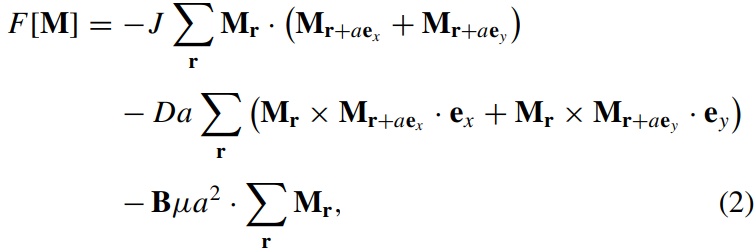 F[M] = −J ∑_r M_r · (M_{r+ae_x} + M_{r+ae_y})
− Da ∑_r (M_r × M_{r+ae_x} · e_x + M_r × M_{r+ae_y} · e_y)
− Bμa² · ∑_r M_r, (2)